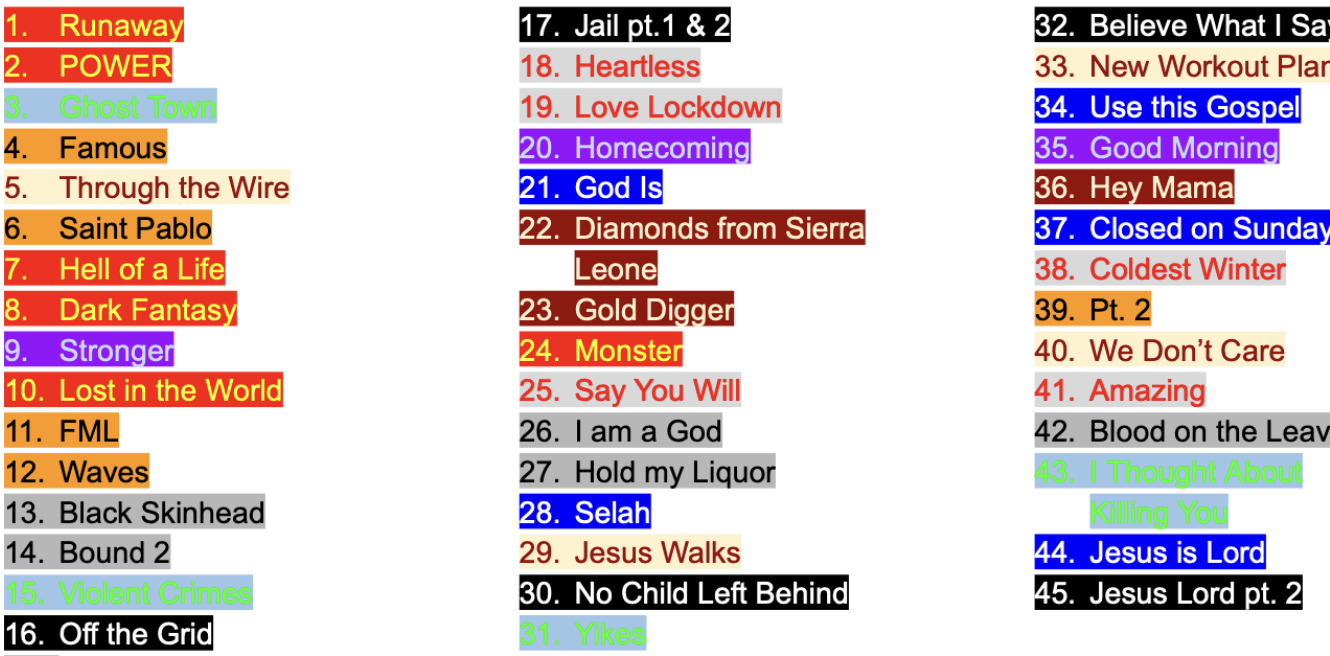 1. Runaway
2. POWER
3. Ghost Town
4. Famous
5. Through the Wire
6. Saint Pablo
7. Hell of a Life
8. Dark Fantasy
9. Stronger
10. Lost in the World
11. FML
12. Waves
13. Black Skinhead
14. Bound 2
15. Violent Crimes
16. Off the Grid
17. Jail pt.1 & 2
18. Heartless
19. Love Lockdown
20. Homecoming
21. God Is
22. Diamonds from Sierra
Leone
23. Gold Digger
24. Monster
25. Say You Will
26. I am a God
27. Hold my Liquor
28. Selah
29. Jesus Walks
30. No Child Left Behind
31. Yikes
32. Believe What I Say
33. New Workout Plan
34. Use this Gospel
35. Good Morning
36. Hey Mama
37. Closed on Sunday
38. Coldest Winter
39. Pt. 2
40. We Don’t Care
41. Amazing
42. Blood on the Leav
43. I Thought About
Killing You
44. Jesus is Lord
45. Jesus Lord pt. 2